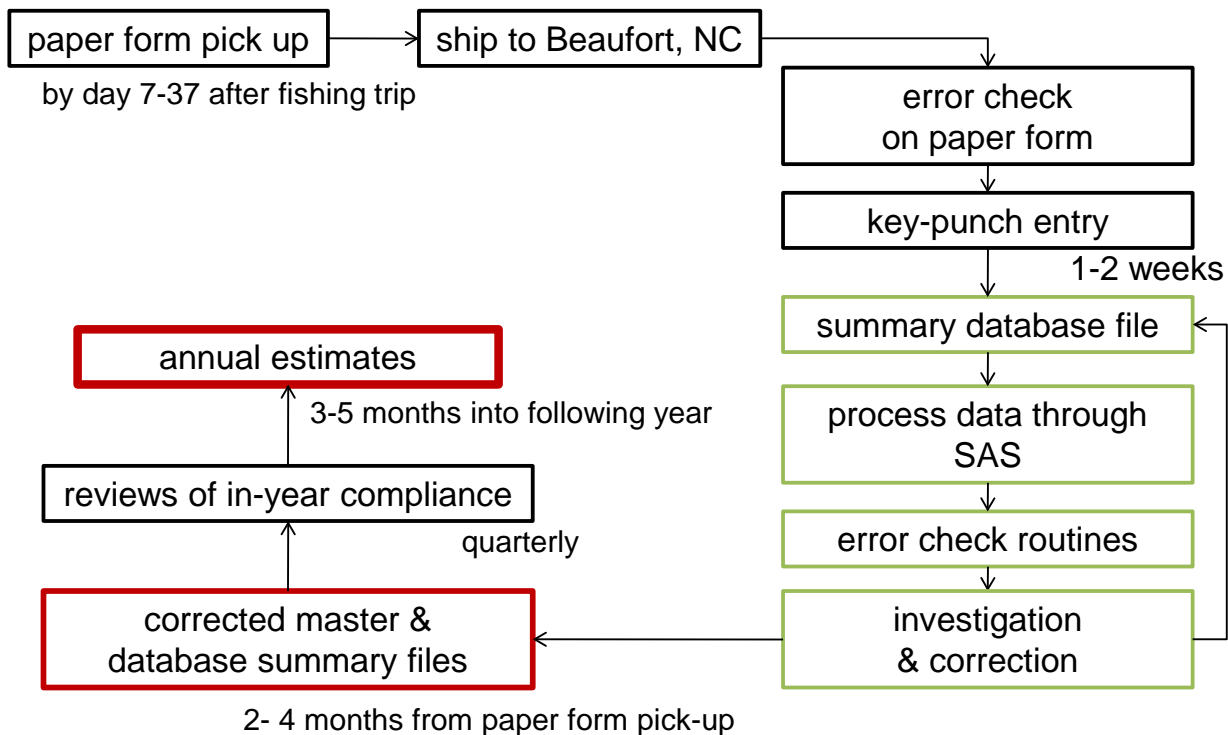 paper form pick up
ship to Beaufort, NC
by day 7-37 after fishing trip
error check
on paper form
key-punch entry
1-2 weeks
summary database file
process data through
SAS
error check routines
investigation
& correction
corrected master &
database summary files
2- 4 months from paper form pick-up
quarterly
reviews of in-year compliance
3-5 months into following year
annual estimates